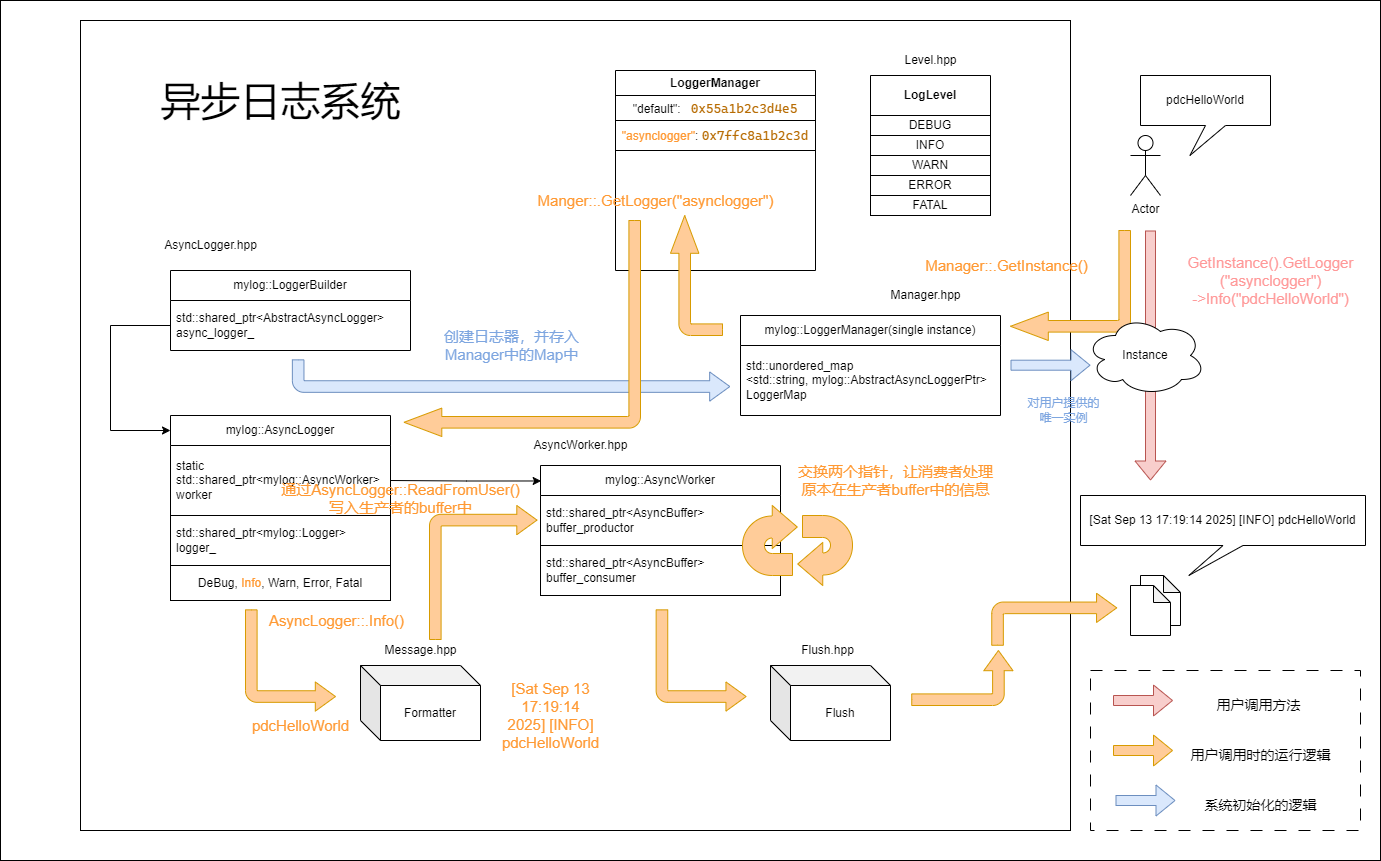 异步日志系统
LoggerManager
"default": 0x55a1b2c3d4e5
"asynclogger": 0x7ffc8a1b2c3d
Manger::.GetLogger("asynclogger")
Level.hpp
LogLevel
DEBUG
INFO
WARN
ERROR
FATAL
pdcHelloWorld
Actor
GetInstance().GetLogger
("asynclogger")
->Info("pdcHelloWorld")
Manager::.GetInstance()
AsyncLogger.hpp
mylog::LoggerBuilder
std::shared_ptr<AbstractAsyncLogger>
async_logger_
创建日志器，并存入
Manager中的Map中
Manager.hpp
mylog::LoggerManager(single instance)
std::unordered_map
<std::string, mylog::AbstractAsyncLoggerPtr>
LoggerMap
Instance
对用户提供的
唯一实例
mylog::AsyncLogger
static
std::shared_ptr<mylog::AsyncWorker>
worker
std::shared_ptr<mylog::Logger>
logger_
DeBug, Info, Warn, Error, Fatal
通过AsyncLogger::ReadFromUser()
写入生产者的buffer中
AsyncWorker.hpp
mylog::AsyncWorker
std::shared_ptr<AsyncBuffer>
buffer_productor
std::shared_ptr<AsyncBuffer>
buffer_consumer
交换两个指针，让消费者处理
原本在生产者buffer中的信息
[Sat Sep 13 17:19:14 2025] [INFO] pdcHelloWorld
AsyncLogger::.Info()
Message.hpp
Formatter
pdcHelloWorld
[Sat Sep 13
17:19:14
2025] [INFO]
pdcHelloWorld
Flush.hpp
Flush
用户调用方法
用户调用时的运行逻辑
系统初始化的逻辑